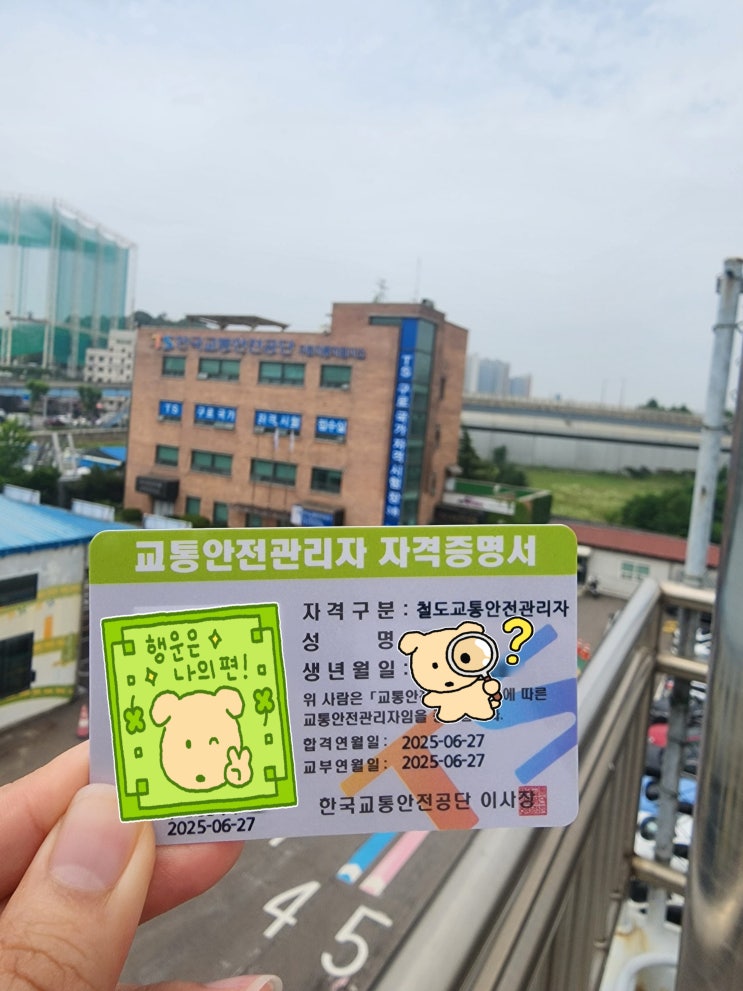 TS한국교통안전공단
TS 구로국가 자격시험 접수실
TS 구로국가자격시험장
교통안전관리자 자격증명서
자격구분 : 철도교통안전관리자
성 명
생년월일 :
위 사람은 「교통안 에 따른
교통안전관리자임을
합격연월일 : 2025-06-27
교부연월일 : 2025-06-27
한국교통안전공단 이사장
2025-06-27
행운은
나의 편!
?
TS
4 5